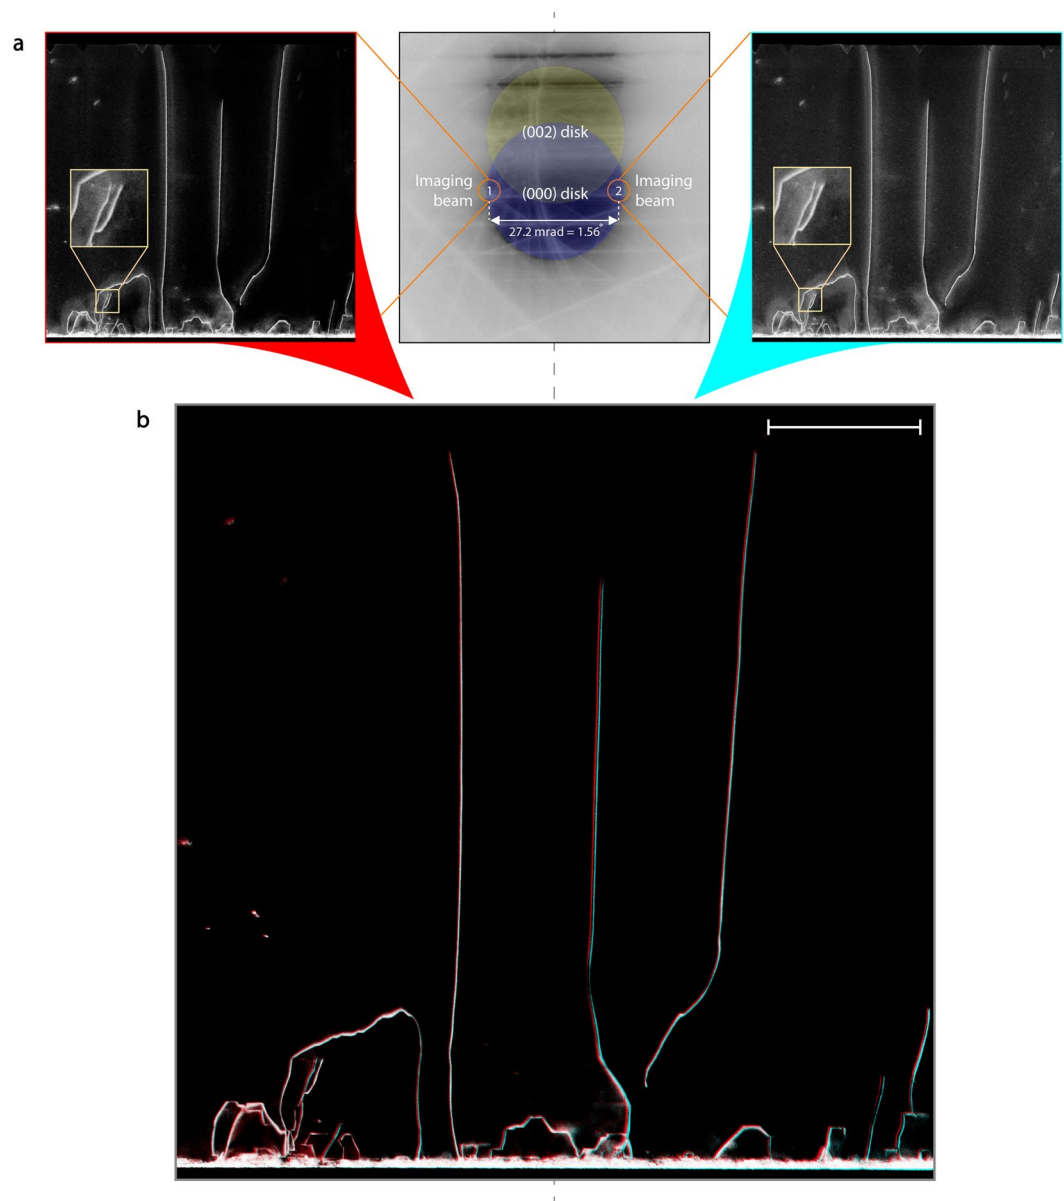 a
(002) disk
Imaging
beam
1
(000) disk
2
Imaging
beam
27.2 mrad = 1.56°
b